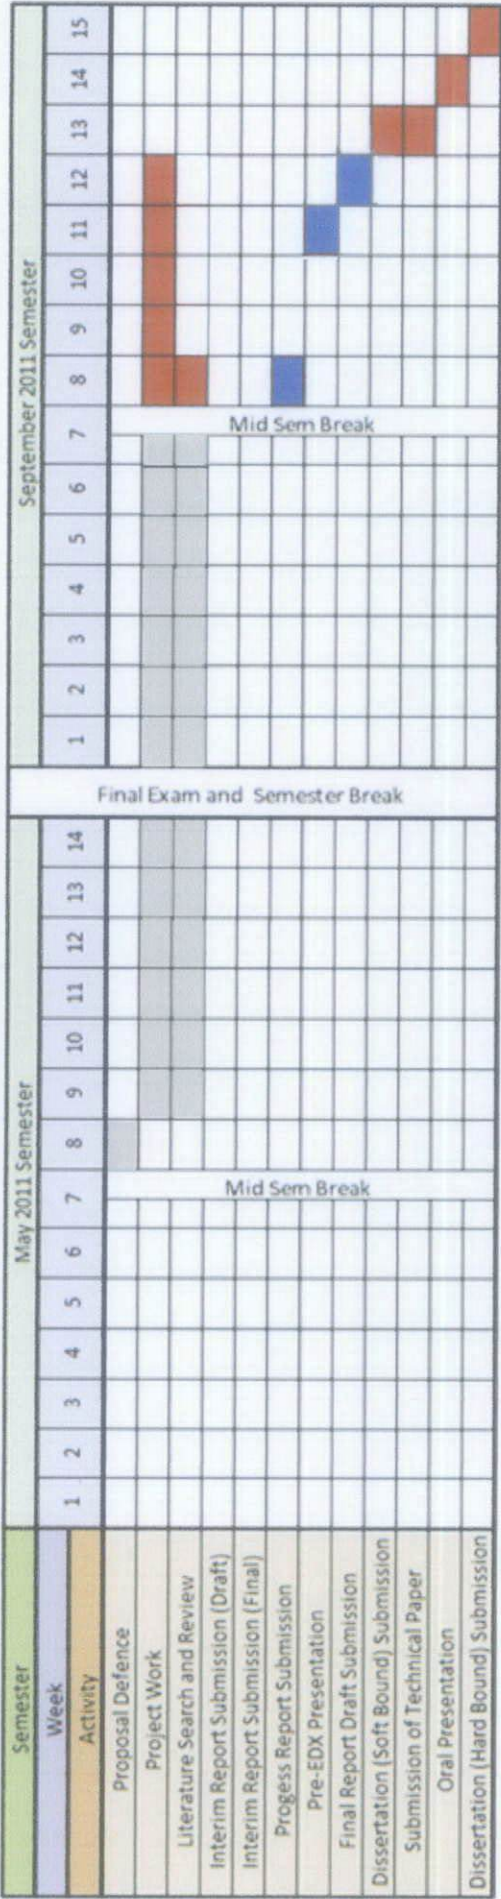 Semester
May 2011 Semester
September 2011 Semester
Week
1 2 3 4 5 6 7 8 9 10 11 12 13 14
1 2 3 4 5 6 7 8 9 10 11 12 13 14 15
Activity
Proposal Defence
Project Work
Literature Search and Review
Interim Report Submission (Draft)
Interim Report Submission (Final)
Progess Report Submission
Pre-EDX Presentation
Final Report Draft Submission
Dissertation (Soft Bound) Submission
Submission of Technical Paper
Oral Presentation
Dissertation (Hard Bound) Submission
Mid Sem Break
Final Exam and Semester Break
Mid Sem Break